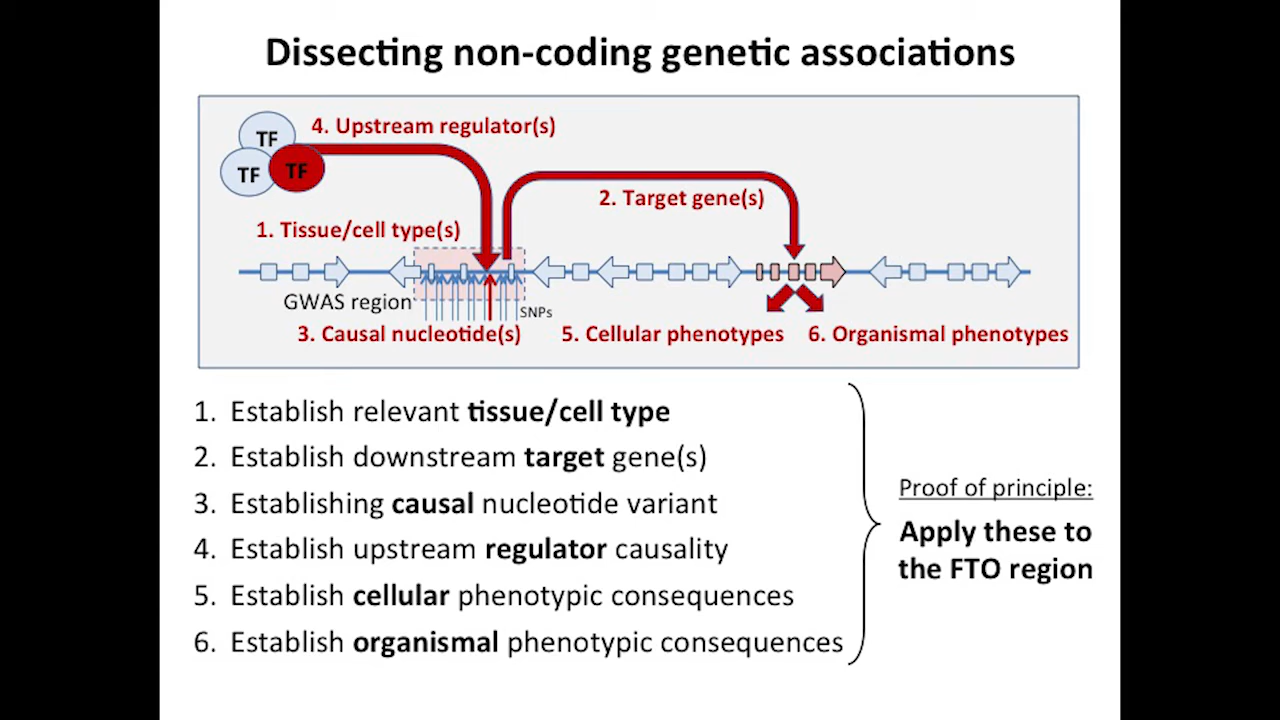 Dissecting non-coding genetic associations
TF
TF
TF
4. Upstream regulator(s)
2. Target gene(s)
1. Tissue/cell type(s)
GWAS region
SNPs
3. Causal nucleotide(s)
5. Cellular phenotypes
6. Organismal phenotypes
1. Establish relevant tissue/cell type
2. Establish downstream target gene(s)
3. Establishing causal nucleotide variant
4. Establish upstream regulator causality
5. Establish cellular phenotypic consequences
6. Establish organismal phenotypic consequences
Proof of principle:
Apply these to
the FTO region